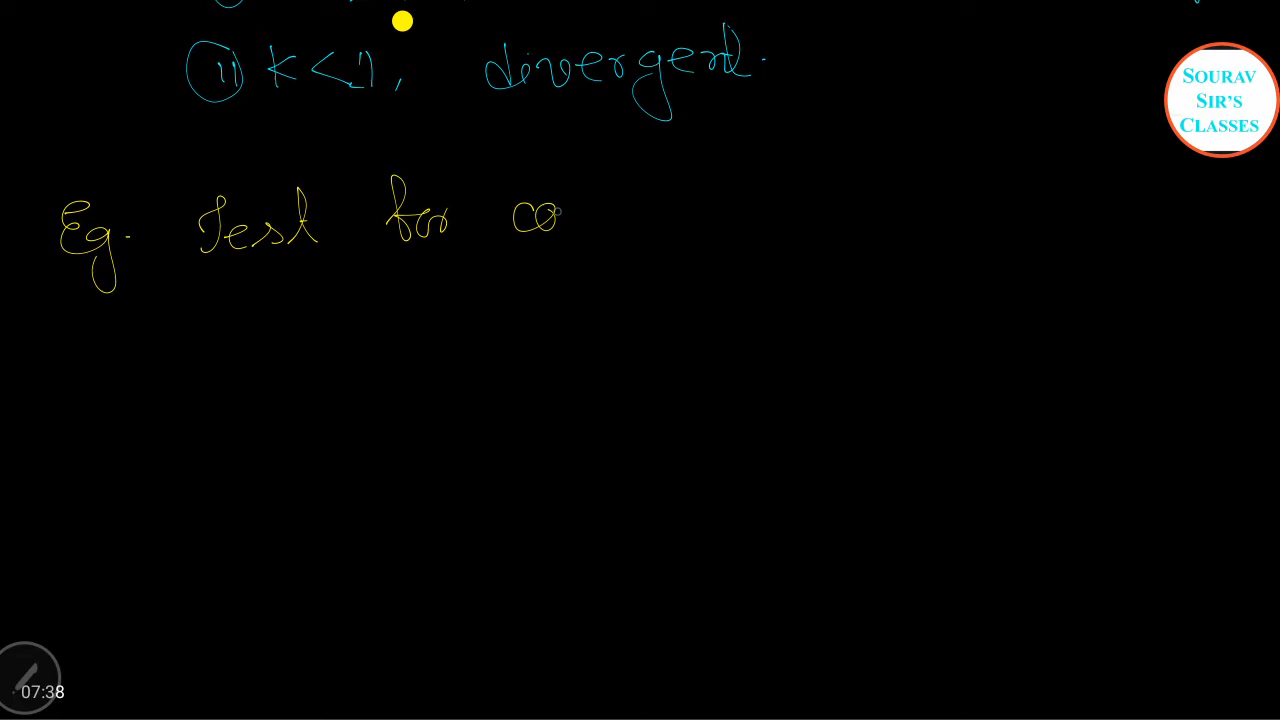 (ii) k < 1, divergent.
SOURAV
SIR'S
CLASSES
Eg. Test for co
07:38